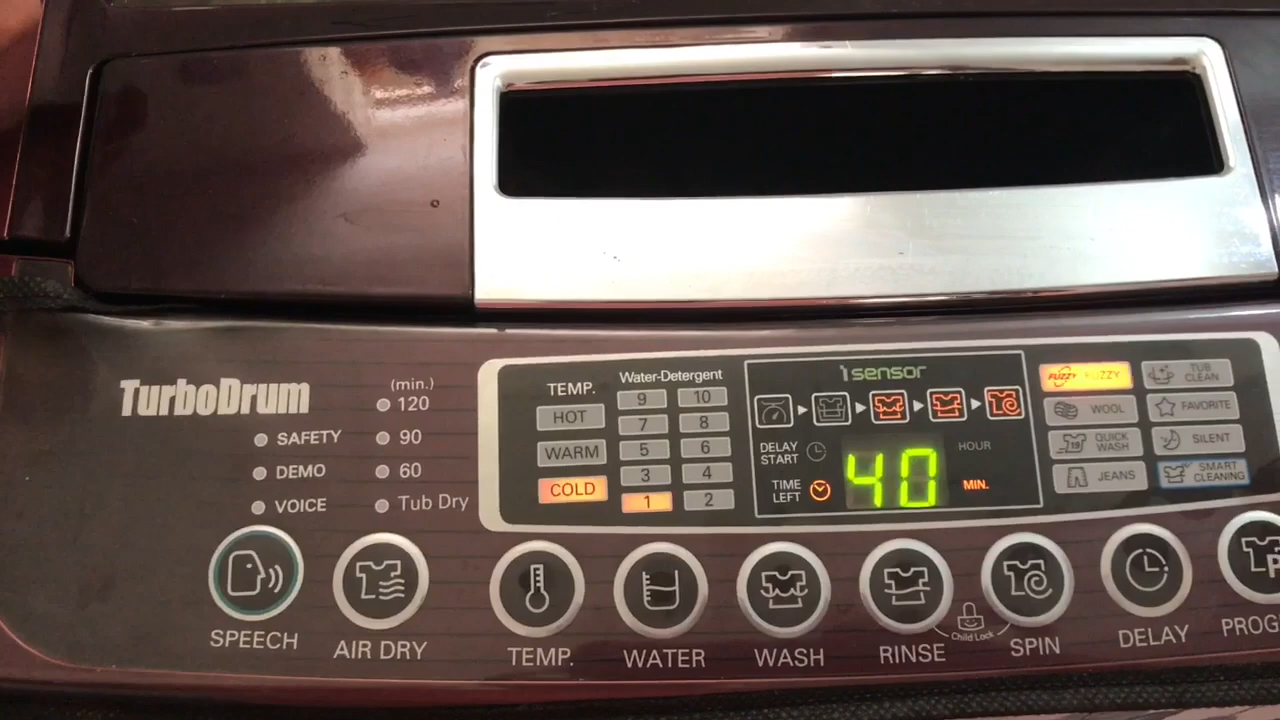 TurboDrum
(min.)
120
SAFETY
90
DEMO
60
VOICE
Tub Dry
TEMP.
HOT
WARM
COLD
Water-Detergent
9 10
7 8
5 6
3 4
1 2
isensor
DELAY START
HOUR
TIME LEFT
40
MIN.
FUZZY FUZZY
TUB CLEAN
WOOL
FAVORITE
QUICK WASH
SILENT
JEANS
SMART CLEANING
SPEECH
AIR DRY
TEMP.
WATER
WASH
RINSE
Child Lock
SPIN
DELAY
PROG